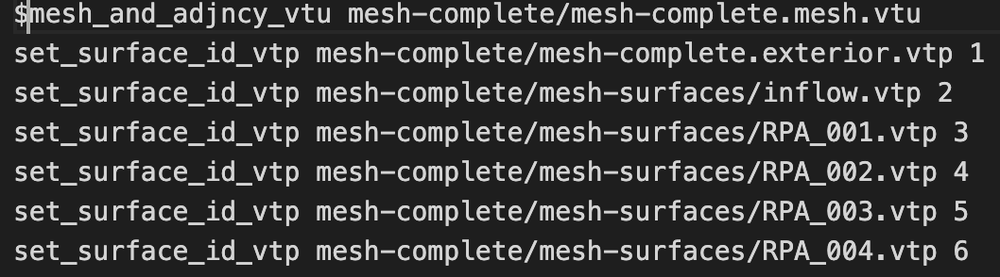 $mesh_and_adjncy_vtu mesh-complete/mesh-complete.mesh.vtu
set_surface_id_vtp mesh-complete/mesh-complete.exterior.vtp 1
set_surface_id_vtp mesh-complete/mesh-surfaces/inflow.vtp 2
set_surface_id_vtp mesh-complete/mesh-surfaces/RPA_001.vtp 3
set_surface_id_vtp mesh-complete/mesh-surfaces/RPA_002.vtp 4
set_surface_id_vtp mesh-complete/mesh-surfaces/RPA_003.vtp 5
set_surface_id_vtp mesh-complete/mesh-surfaces/RPA_004.vtp 6